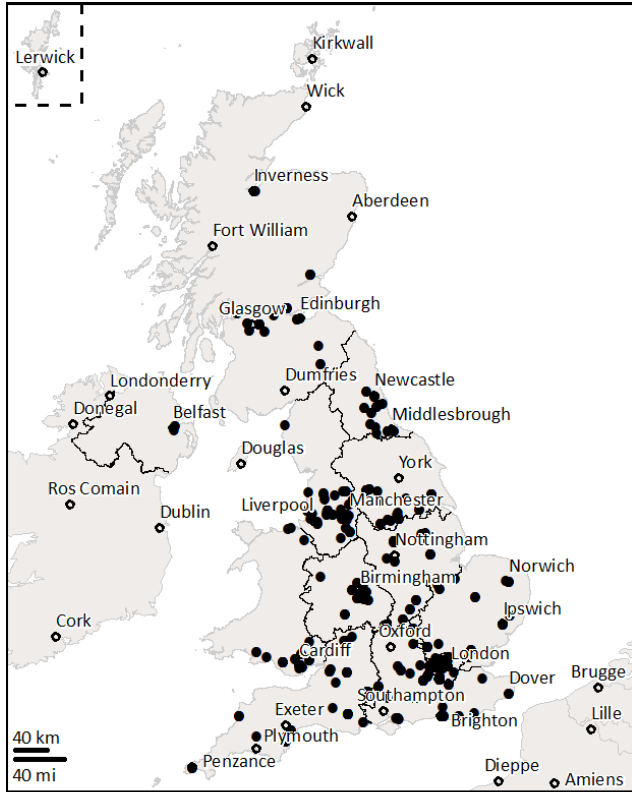 Kirkwall
Lerwick
Wick
Inverness
Aberdeen
Fort William
Glasgow
Edinburgh
Londonderry
Dumfries
Newcastle
Donegal
Belfast
Middlesbrough
Douglas
York
Ros Comain
Liverpool
Manchester
Dublin
Nottingham
Norwich
Birmingham
Ipswich
Cork
Oxford
Cardiff
London
Brugge
Dover
Southampton
Exeter
Brighton
Lille
Plymouth
40 km
Penzance
40 mi
Dieppe
Amiens